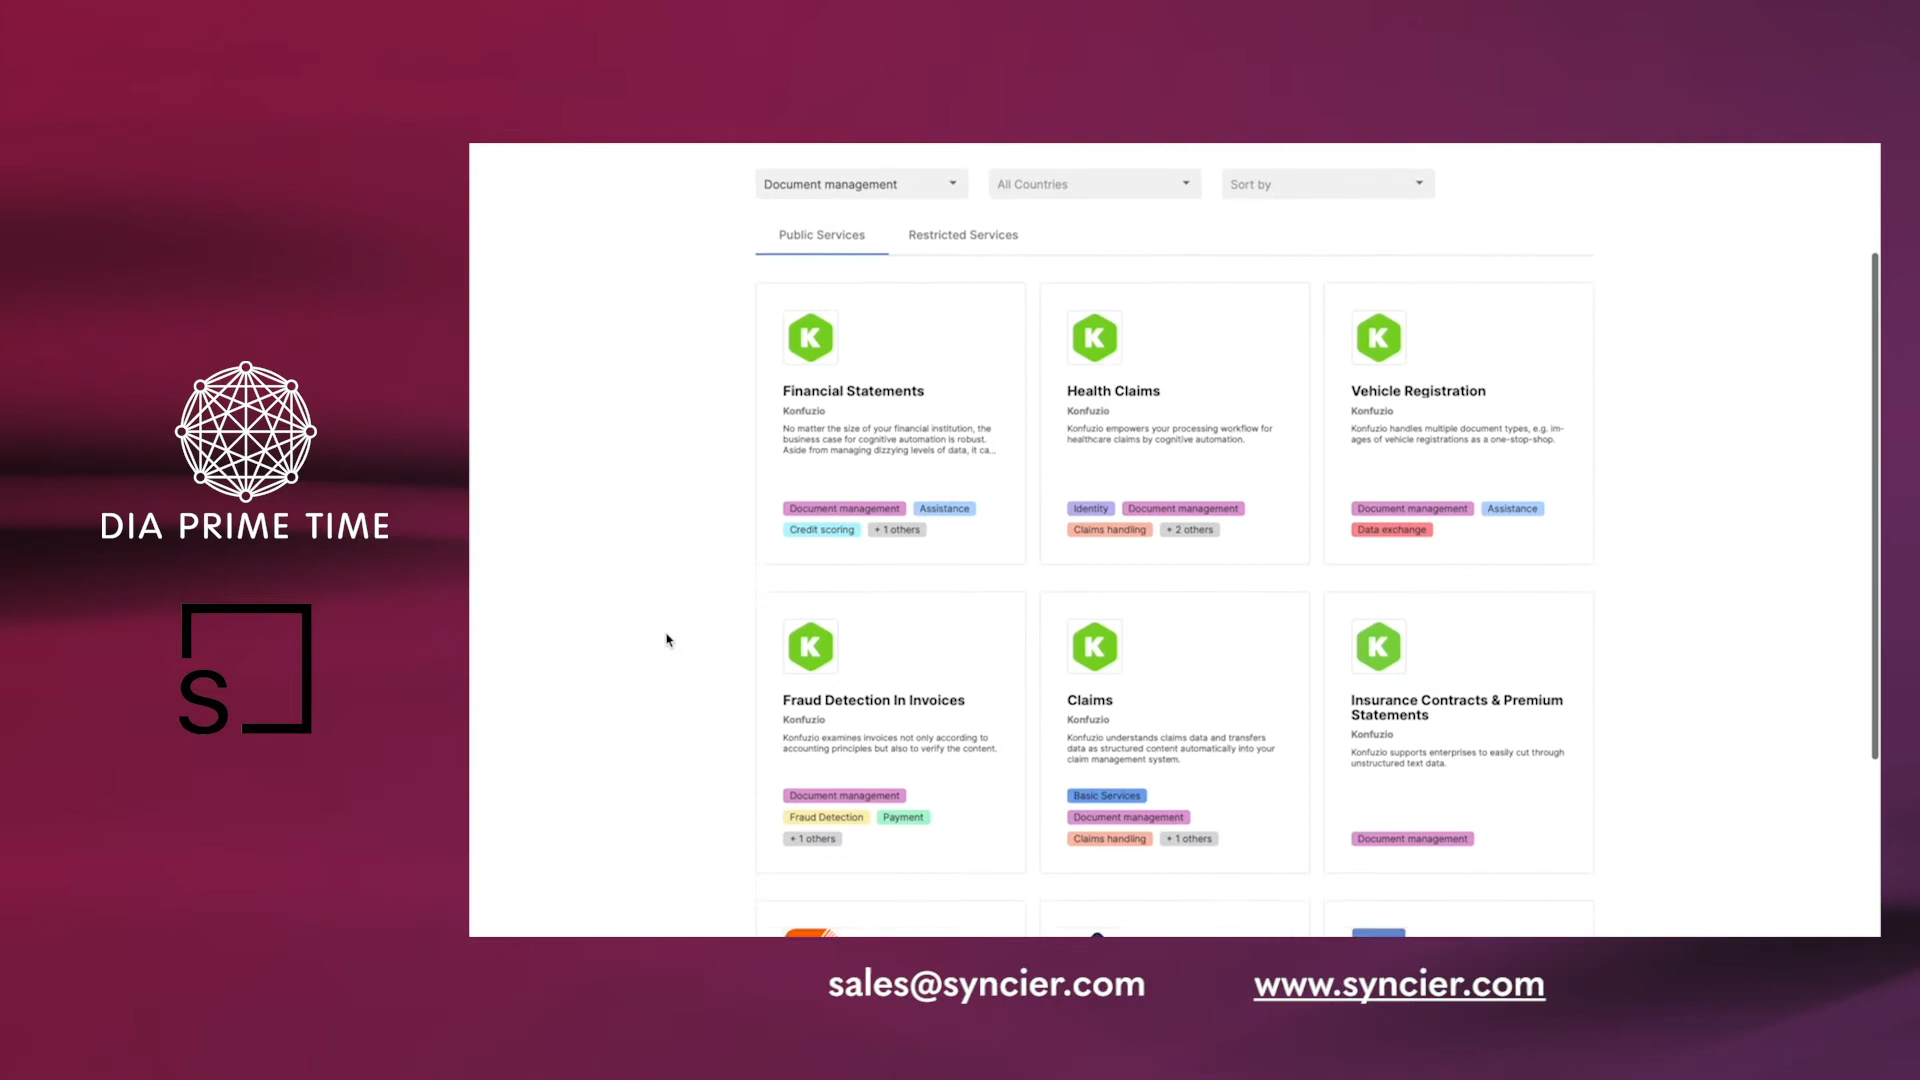 Document management
All Countries
Sort by
Public Services
Restricted Services
K
Financial Statements
Konfuzio
No matter the size of your financial institution, the
business case for cognitive automation is robust.
Aside from managing dizzying levels of data, it ca...
Document management
Assistance
Credit scoring
+ 1 others
K
Health Claims
Konfuzio
Konfuzio empowers your processing workflow for
healthcare claims by cognitive automation.
Identity
Document management
Claims handling
+ 2 others
K
Vehicle Registration
Konfuzio
Konfuzio handles multiple document types, e.g. im-
ages of vehicle registrations as a one-stop-shop.
Document management
Assistance
Data exchange
K
Fraud Detection In Invoices
Konfuzio
Konfuzio examines invoices not only according to
accounting principles but also to verify the content.
Document management
Fraud Detection
Payment
+ 1 others
K
Claims
Konfuzio
Konfuzio understands claims data and transfers
data as structured content automatically into your
claim management system.
Basic Services
Document management
Claims handling
+ 1 others
K
Insurance Contracts & Premium
Statements
Konfuzio
Konfuzio supports enterprises to easily cut through
unstructured text data.
Document management
DIA PRIME TIME
S
sales@syncier.com
www.syncier.com